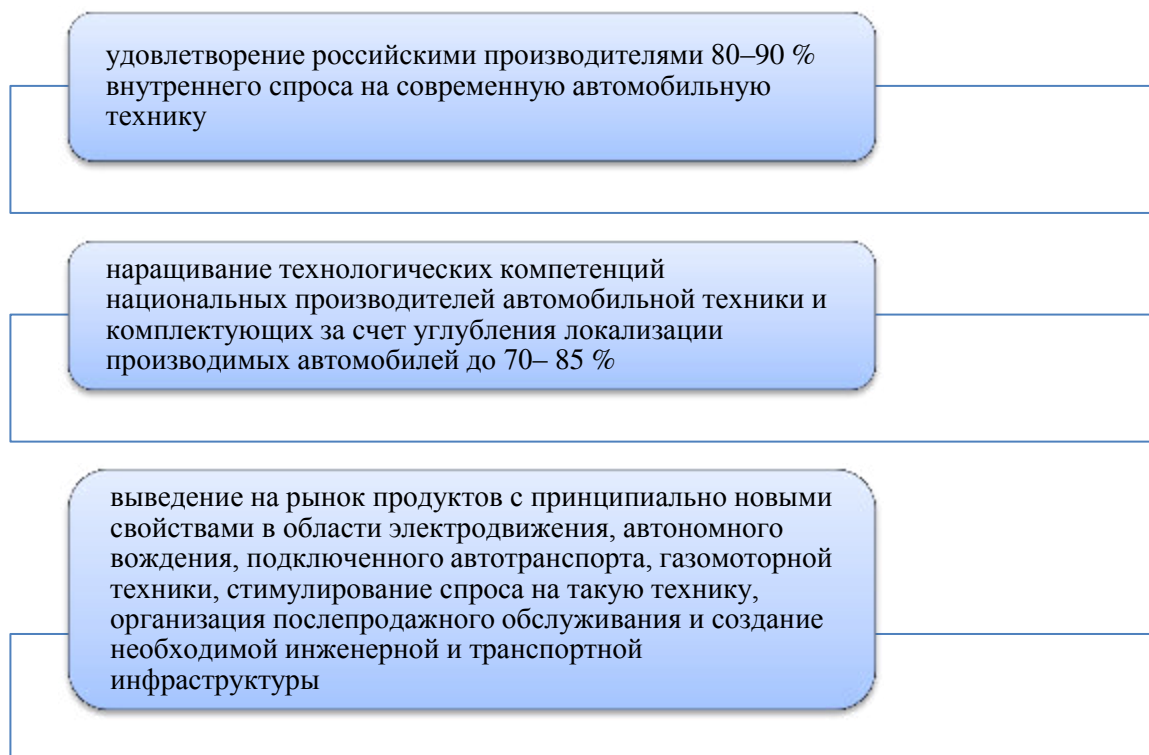 удовлетворение российскими производителями 80–90 %
внутреннего спроса на современную автомобильную
технику
наращивание технологических компетенций
национальных производителей автомобильной техники и
комплектующих за счет углубления локализации
производимых автомобилей до 70– 85 %
выведение на рынок продуктов с принципиально новыми
свойствами в области электродвижения, автономного
вождения, подключенного автотранспорта, газомоторной
техники, стимулирование спроса на такую технику,
организация послепродажного обслуживания и создание
необходимой инженерной и транспортной
инфраструктуры